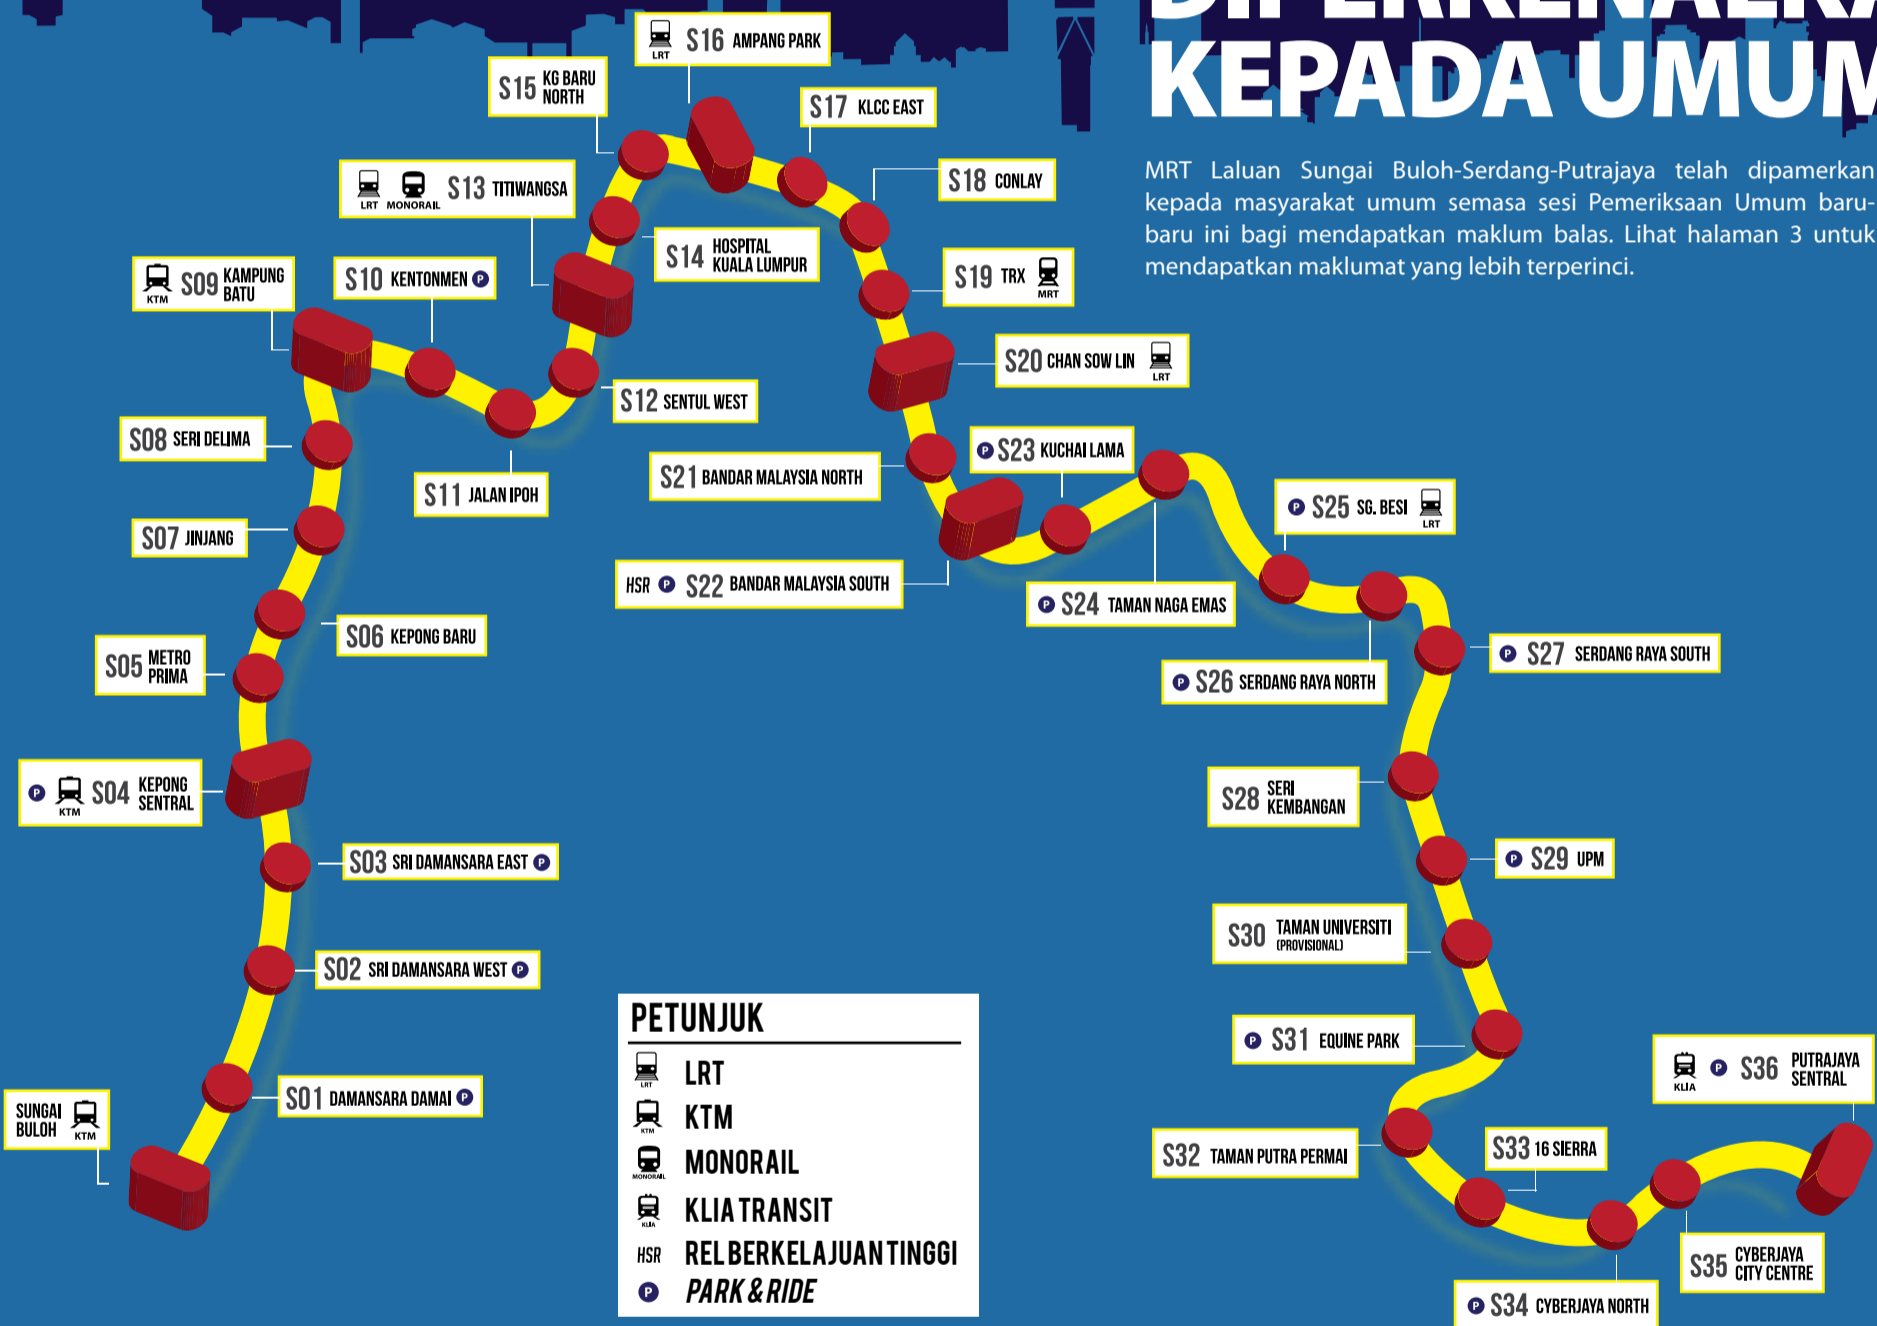 DIPERKENALKA
KEPADA UMUM
MRT Laluan Sungai Buloh-Serdang-Putrajaya telah dipamerkan
kepada masyarakat umum semasa sesi Pemeriksaan Umum baru-
baru ini bagi mendapatkan maklum balas. Lihat halaman 3 untuk
mendapatkan maklumat yang lebih terperinci.
LRT S16 AMPANG PARK
S15 KG BARU
NORTH
S17 KLCC EAST
LRT MONORAIL S13 TITIWANGSA
S18 CONLAY
S14 HOSPITAL
KUALA LUMPUR
KTM S09 KAMPUNG
BATU
S10 KENTONMEN P
S19 TRX MRT
S20 CHAN SOW LIN LRT
S12 SENTUL WEST
S08 SERI DELIMA
P S23 KUCHAI LAMA
S21 BANDAR MALAYSIA NORTH
S11 JALAN IPOH
P S25 SG. BESI LRT
S07 JINJANG
HSR P S22 BANDAR MALAYSIA SOUTH
P S24 TAMAN NAGA EMAS
S06 KEPONG BARU
P S27 SERDANG RAYA SOUTH
S05 METRO
PRIMA
P S26 SERDANG RAYA NORTH
P KTM S04 KEPONG
SENTRAL
S28 SERI
KEMBANGAN
S03 SRI DAMANSARA EAST P
P S29 UPM
S30 TAMAN UNIVERSITI
(PROVISIONAL)
S02 SRI DAMANSARA WEST P
P S31 EQUINE PARK
KLIA P S36 PUTRAJAYA
SENTRAL
S01 DAMANSARA DAMAI P
SUNGAI
BULOH KTM
S32 TAMAN PUTRA PERMAI
S33 16 SIERRA
S35 CYBERJAYA
CITY CENTRE
P S34 CYBERJAYA NORTH
PETUNJUK
LRT LRT
KTM KTM
MONORAIL MONORAIL
KLIA KLIA TRANSIT
HSR REL BERKELAJUAN TINGGI
P PARK & RIDE